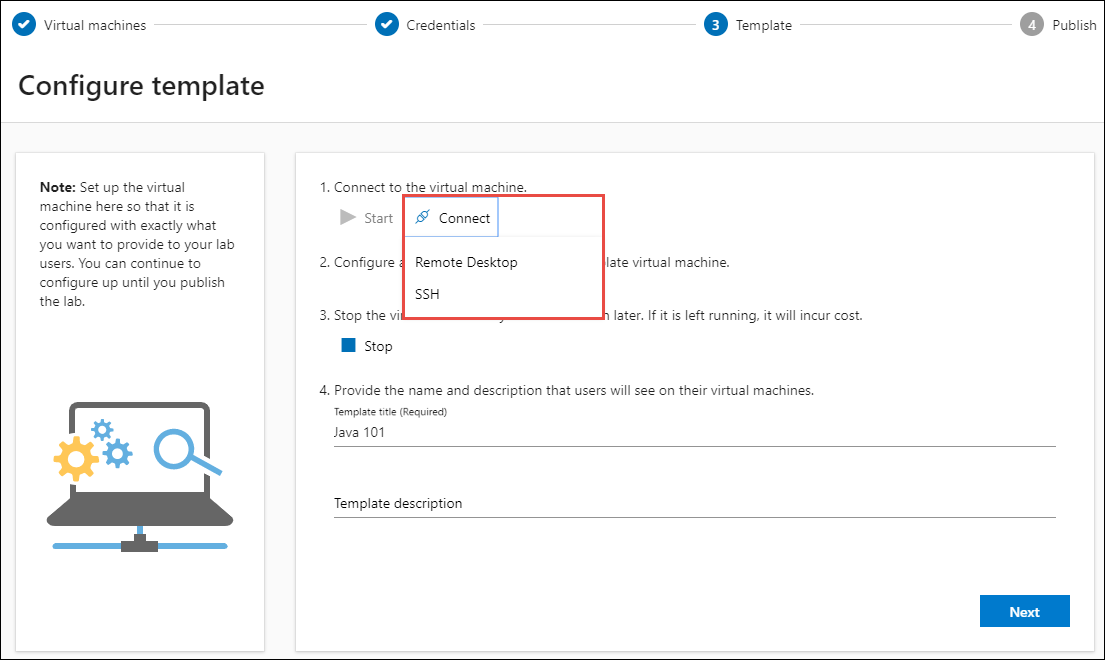 Virtual machines
Credentials
3 Template
4 Publish
Configure template
Note: Set up the virtual
machine here so that it is
configured with exactly what
you want to provide to your lab
users. You can continue to
configure up until you publish
the lab.
1. Connect to the virtual machine.
Start
Connect
Remote Desktop
SSH
2. Configure
late virtual machine.
3. Stop the
later. If it is left running, it will incur cost.
Stop
4. Provide the name and description that users will see on their virtual machines.
Template title (Required)
Java 101
Template description
Next